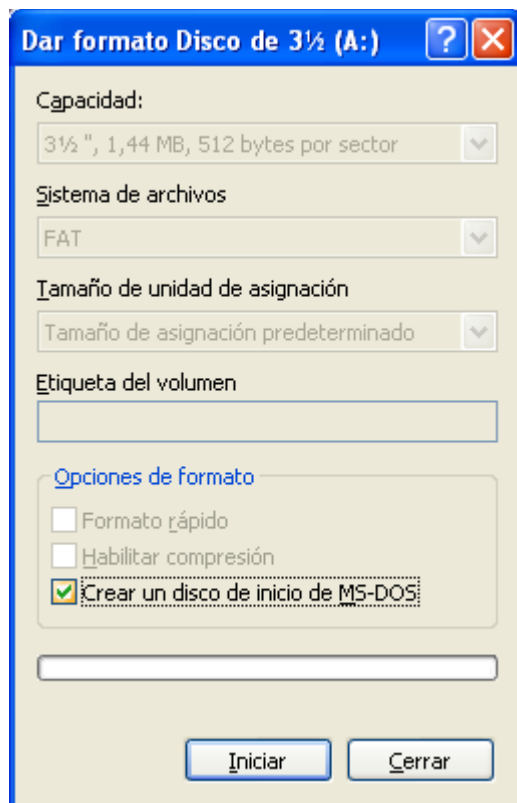 Dar formato Disco de 3½ (A:)
Capacidad:
3½ ", 1,44 MB, 512 bytes por sector
Sistema de archivos
FAT
Tamaño de unidad de asignación
Tamaño de asignación predeterminado
Etiqueta del volumen
Opciones de formato
Formato rápido
Habilitar compresión
Crear un disco de inicio de MS-DOS
Iniciar Cerrar